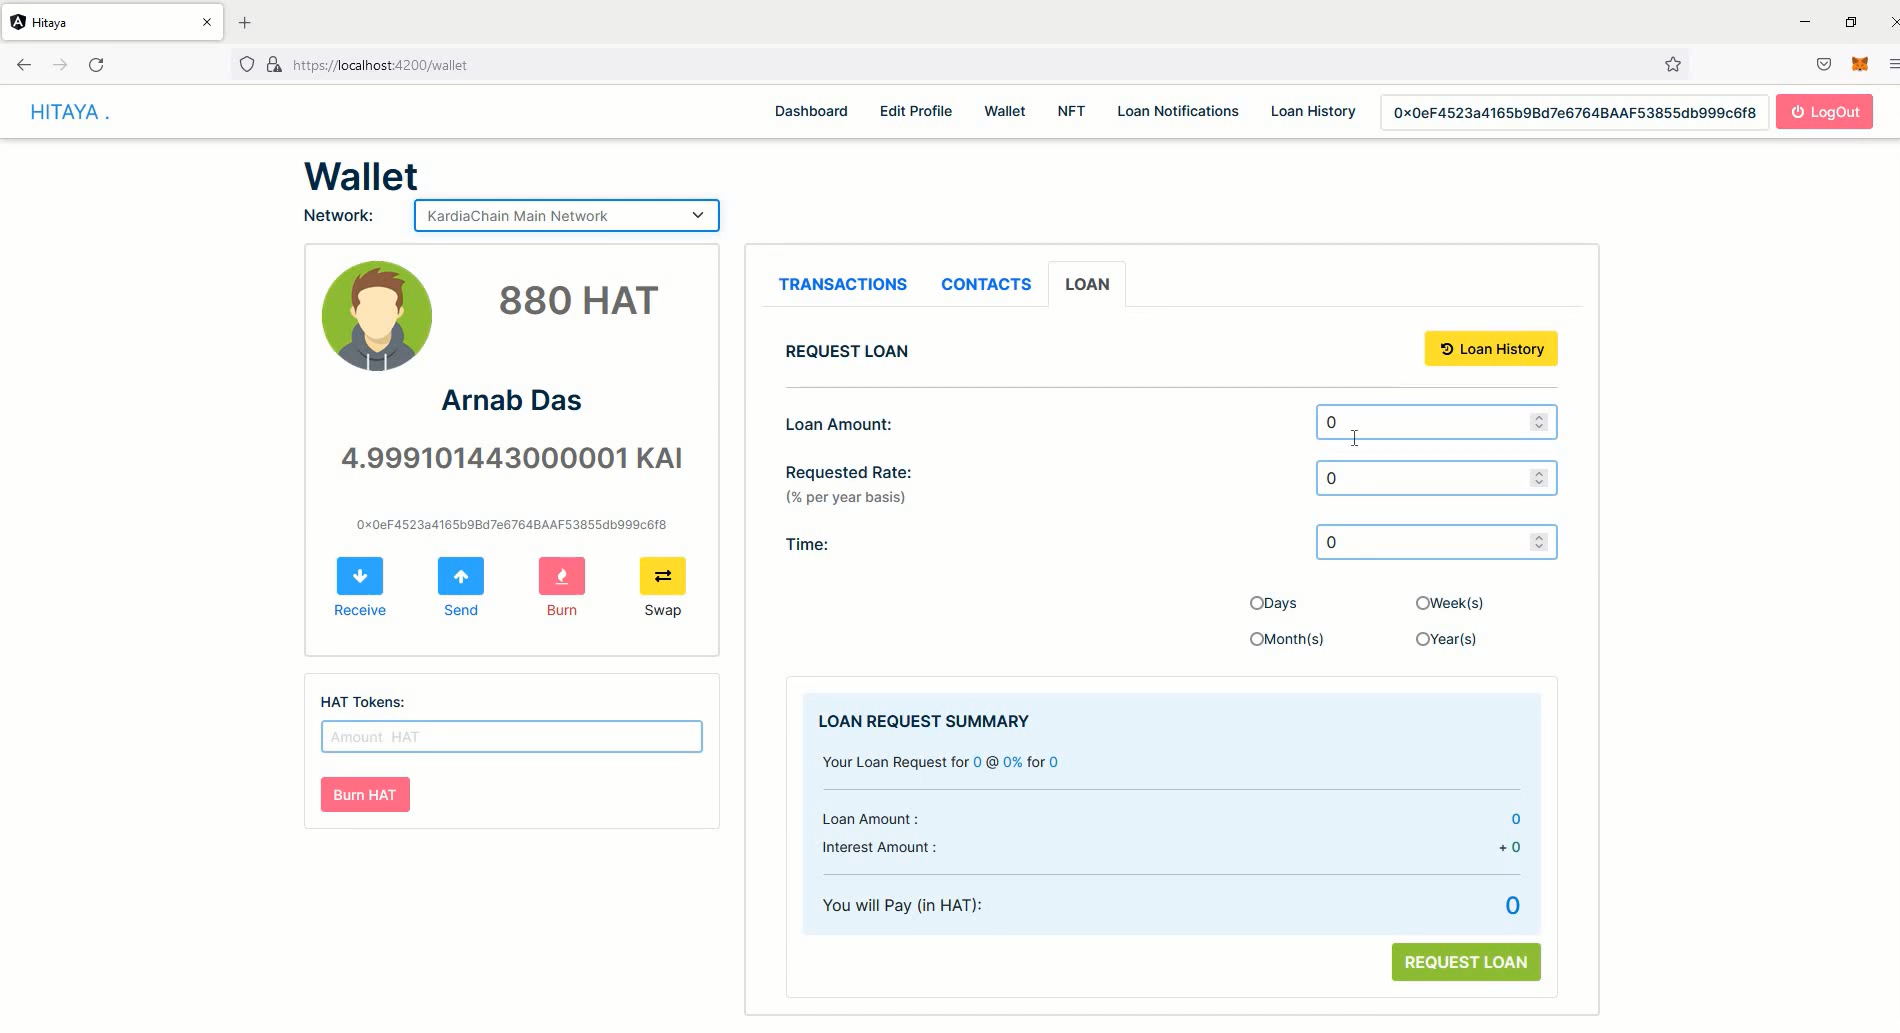 Hitaya
https://localhost:4200/wallet
HITAYA .
Dashboard
Edit Profile
Wallet
NFT
Loan Notifications
Loan History
0x0eF4523a4165b9Bd7e6764BAAF53855db999c6f8
LogOut
Wallet
Network:
KardiaChain Main Network
880 HAT
Arnab Das
4.999101443000001 KAI
0x0eF4523a4165b9Bd7e6764BAAF53855db999c6f8
Receive
Send
Burn
Swap
HAT Tokens:
Amount HAT
Burn HAT
TRANSACTIONS
CONTACTS
LOAN
REQUEST LOAN
Loan History
Loan Amount:
0
Requested Rate:
(% per year basis)
0
Time:
0
Days
Week(s)
Month(s)
Year(s)
LOAN REQUEST SUMMARY
Your Loan Request for 0 @ 0% for 0
Loan Amount :
0
Interest Amount :
+ 0
You will Pay (in HAT):
0
REQUEST LOAN